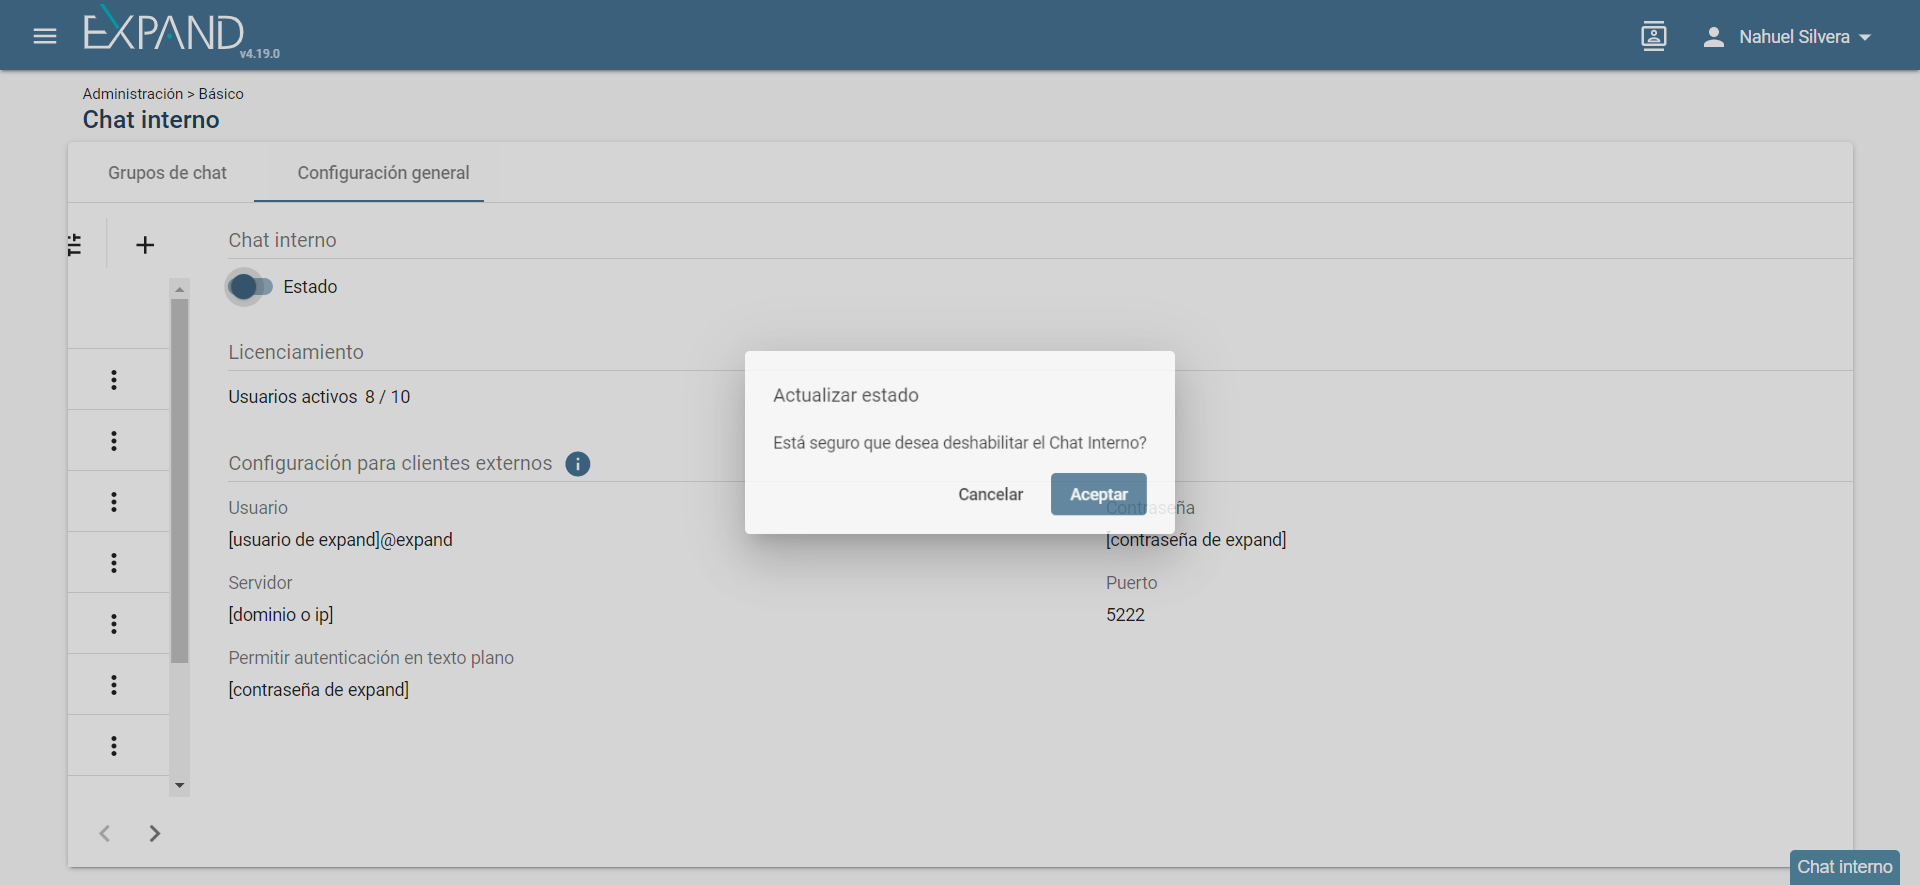 EXPAND
v4.19.0
Nahuel Silvera
Administración > Básico
Chat interno
Grupos de chat
Configuración general
Chat interno
Estado
Licenciamiento
Usuarios activos 8 / 10
Actualizar estado
Está seguro que desea deshabilitar el Chat Interno?
Cancelar
Aceptar
Configuración para clientes externos
Usuario
Contraseña
[usuario de expand]@expand
[contraseña de expand]
Servidor
Puerto
[dominio o ip]
5222
Permitir autenticación en texto plano
[contraseña de expand]
Chat interno